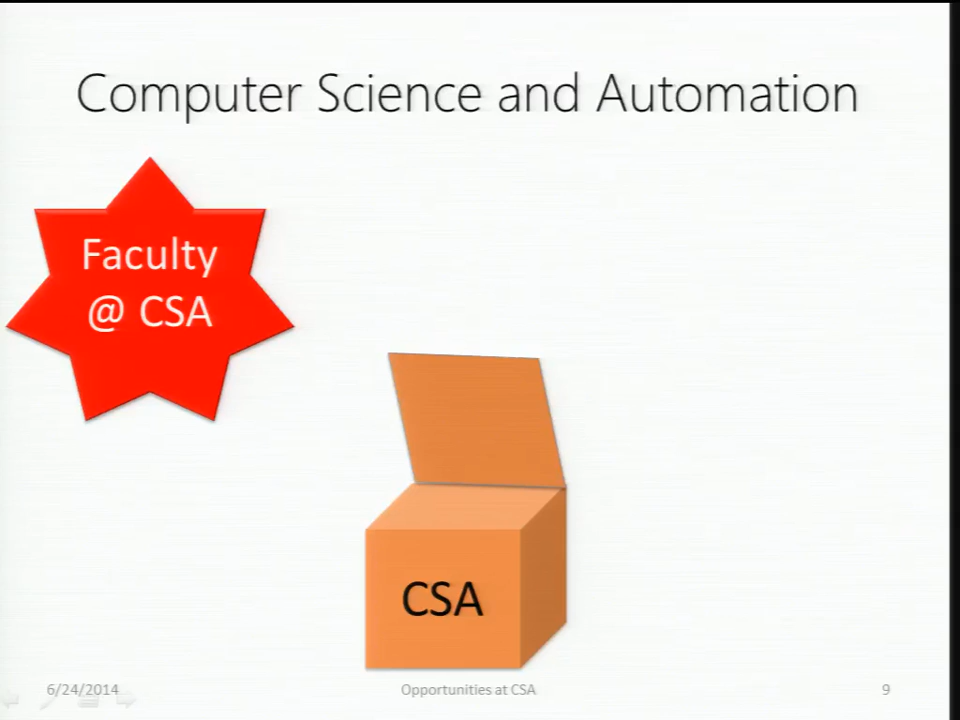 Computer Science and Automation
Faculty
@ CSA
CSA
6/24/2014
Opportunities at CSA
9